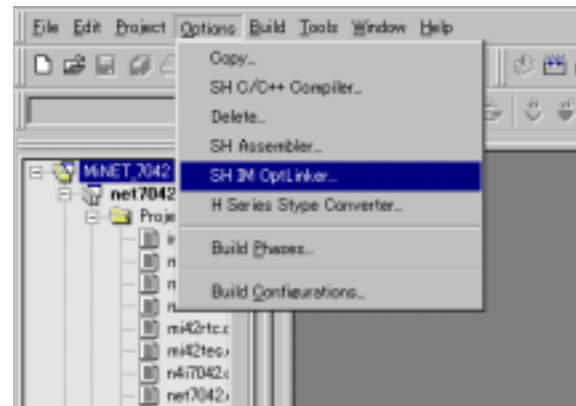 File Edit Project Options Build Tools Window Help
Copy...
SH C/C++ Compiler...
Delete...
SH Assembler...
SH IM OptLinker...
H Series Stype Converter...
Build Phases...
Build Configurations...
MiNET_7042
net7042
Proje
mi42rtc.c
n4i7042.c
net7042.